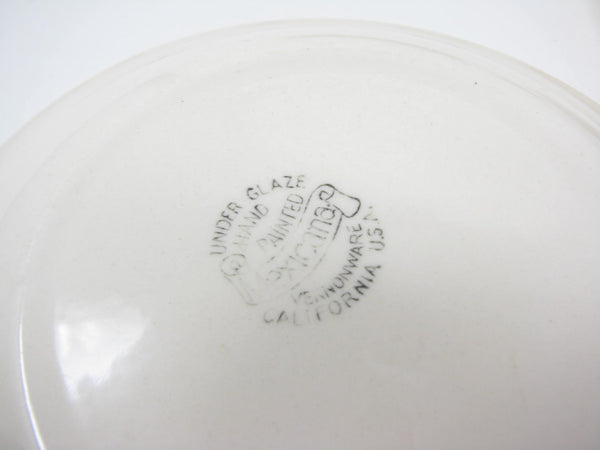 UNDER GLAZE
HAND
PAINTED
VERNONWARE
CALIFORNIA U.S.A.